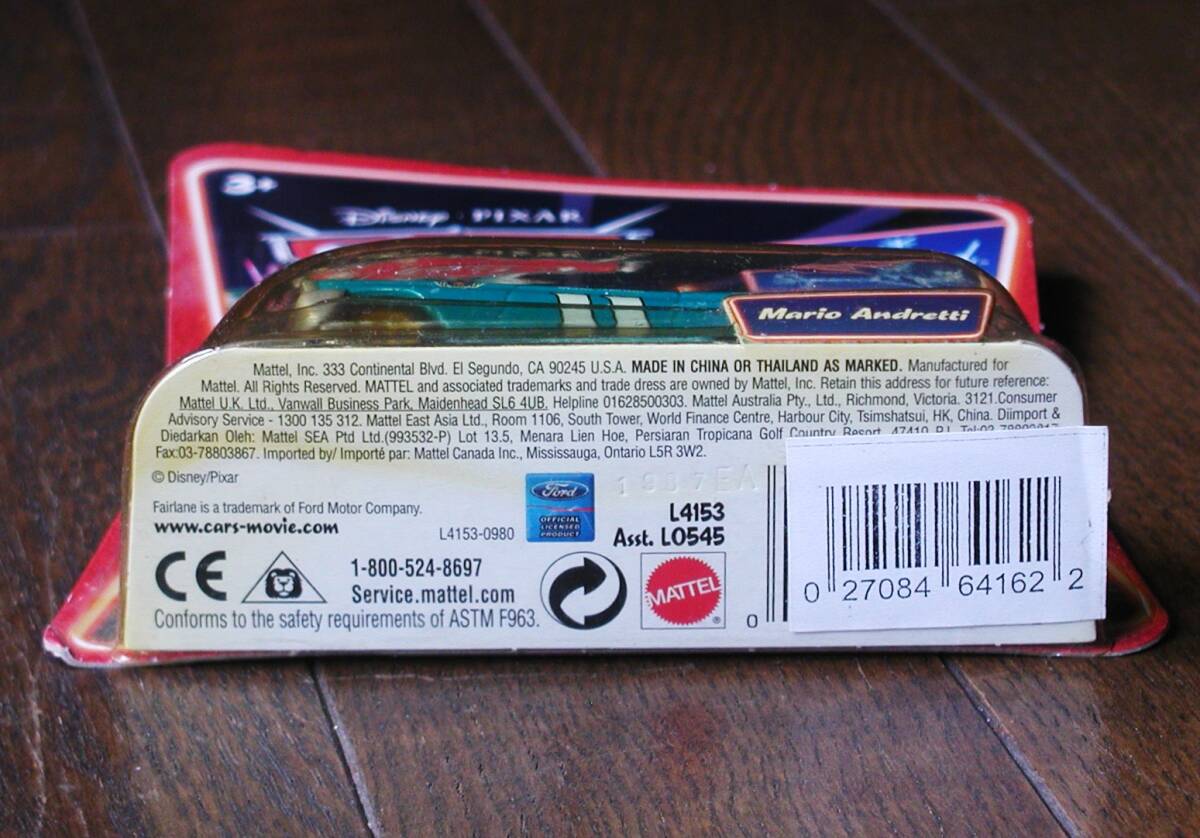 3+
Disney · PIXAR
Mario Andretti
Mattel, Inc. 333 Continental Blvd. El Segundo, CA 90245 U.S.A. MADE IN CHINA OR THAILAND AS MARKED. Manufactured for
Mattel. All Rights Reserved. MATTEL and associated trademarks and trade dress are owned by Mattel, Inc. Retain this address for future reference:
Mattel U.K. Ltd., Vanwall Business Park, Maidenhead SL6 4UB. Helpline 01628500303. Mattel Australia Pty., Ltd., Richmond, Victoria. 3121.Consumer
Advisory Service - 1300 135 312. Mattel East Asia Ltd., Room 1106, South Tower, World Finance Centre, Harbour City, Tsimshatsui, HK, China. Diimport &
Diedarkan Oleh: Mattel SEA Ptd Ltd.(993532-P) Lot 13.5, Menara Lien Hoe, Persiaran Tropicana Golf Country Resort, 47410 PJ.
Fax:03-78803867. Imported by/ Importé par: Mattel Canada Inc., Mississauga, Ontario L5R 3W2.
© Disney/Pixar
Fairlane is a trademark of Ford Motor Company.
www.cars-movie.com
L4153-0980
Ford
OFFICIAL
LICENSED
PRODUCT
L4153
Asst. L0545
CE
1-800-524-8697
Service.mattel.com
Conforms to the safety requirements of ASTM F963.
MATTEL
®
0
0 27084 64162 2